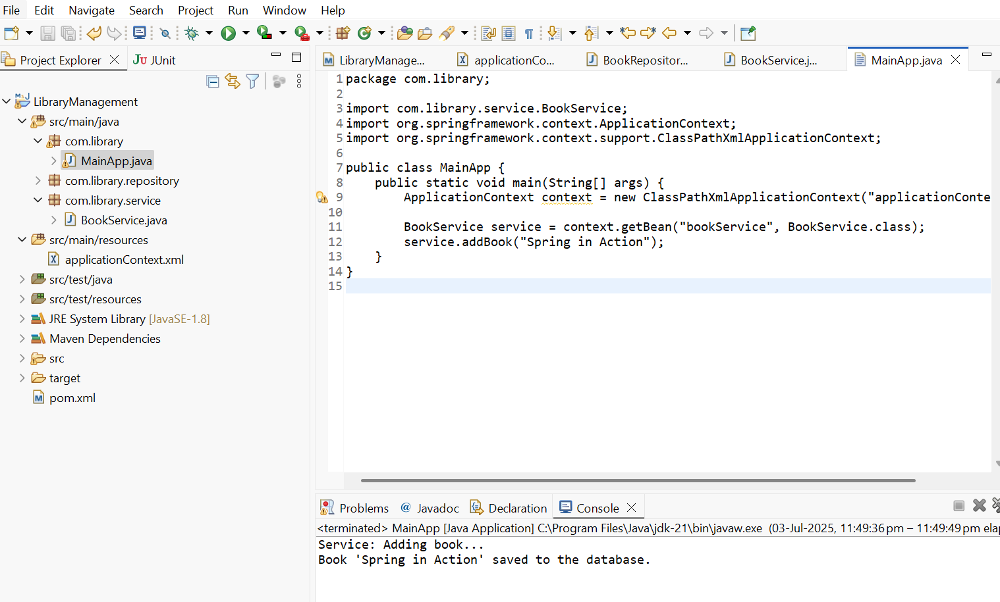 File Edit Navigate Search Project Run Window Help
Project Explorer JUnit
LibraryManage... applicationCo... BookRepositor... BookService.j... MainApp.java
LibraryManagement
src/main/java
com.library
MainApp.java
com.library.repository
com.library.service
BookService.java
src/main/resources
applicationContext.xml
src/test/java
src/test/resources
JRE System Library [JavaSE-1.8]
Maven Dependencies
src
target
pom.xml
1 package com.library;
2
3 import com.library.service.BookService;
4 import org.springframework.context.ApplicationContext;
5 import org.springframework.context.support.ClassPathXmlApplicationContext;
6
7 public class MainApp {
8     public static void main(String[] args) {
9         ApplicationContext context = new ClassPathXmlApplicationContext("applicationConte
10
11         BookService service = context.getBean("bookService", BookService.class);
12         service.addBook("Spring in Action");
13     }
14 }
15
Problems Javadoc Declaration Console
<terminated> MainApp [Java Application] C:\Program Files\Java\jdk-21\bin\javaw.exe (03-Jul-2025, 11:49:36 pm – 11:49:49 pm elap
Service: Adding book...
Book 'Spring in Action' saved to the database.